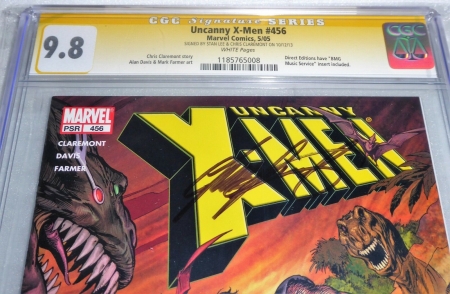 CGC Signature SERIES
9.8
Uncanny X-Men #456
Marvel Comics, 5/05
SIGNED BY STAN LEE & CHRIS CLAREMONT ON 10/12/13
WHITE Pages
Chris Claremont story
Alan Davis & Mark Farmer art
Direct Editions have "BMG
Music Service" insert included.
1185765008
CGC
MARVEL
PSR 456
CLAREMONT
DAVIS
FARMER
UNCANNY
X-MEN